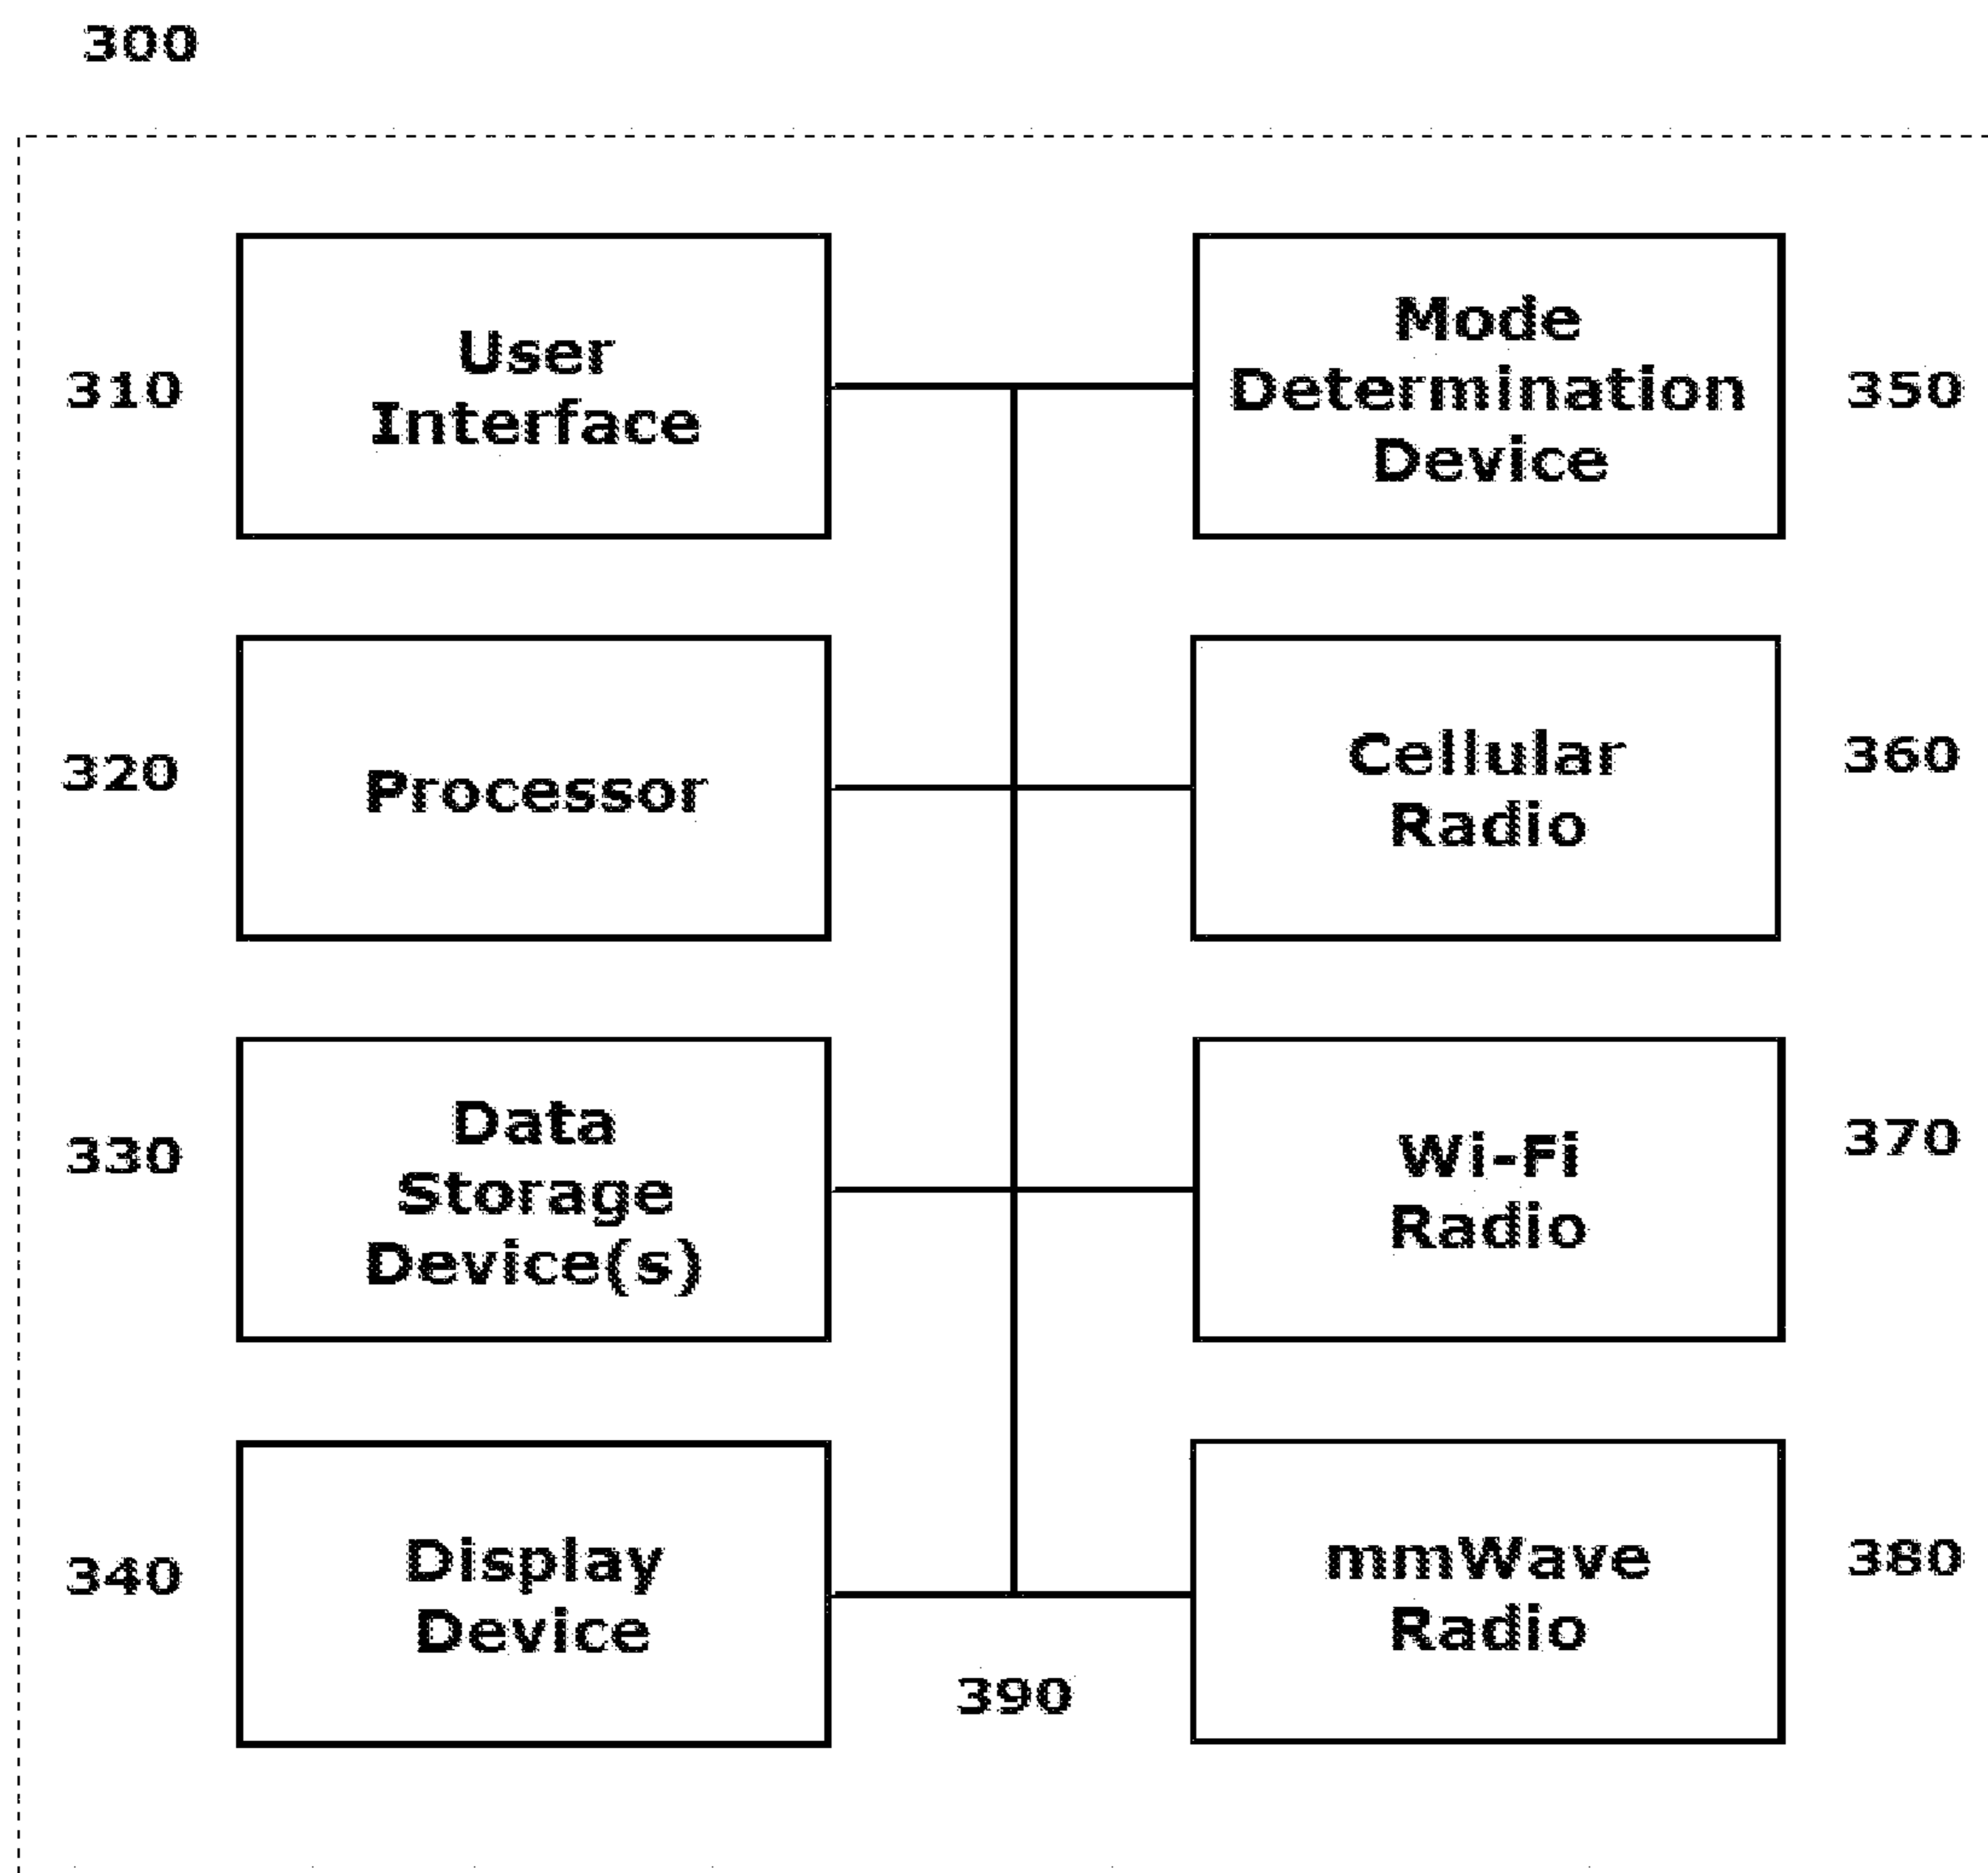 300
310
User
Interface
Mode
Determination
Device
350
320
Processor
Cellular
Radio
360
330
Data
Storage
Device(s)
Wi-Fi
Radio
370
340
Display
Device
mmWave
Radio
380
390